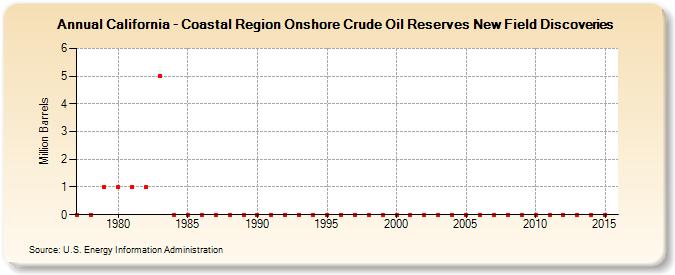 Annual California - Coastal Region Onshore Crude Oil Reserves New Field Discoveries
Million Barrels
6
5
4
3
2
1
0
1980 1985 1990 1995 2000 2005 2010 2015
Source: U.S. Energy Information Administration